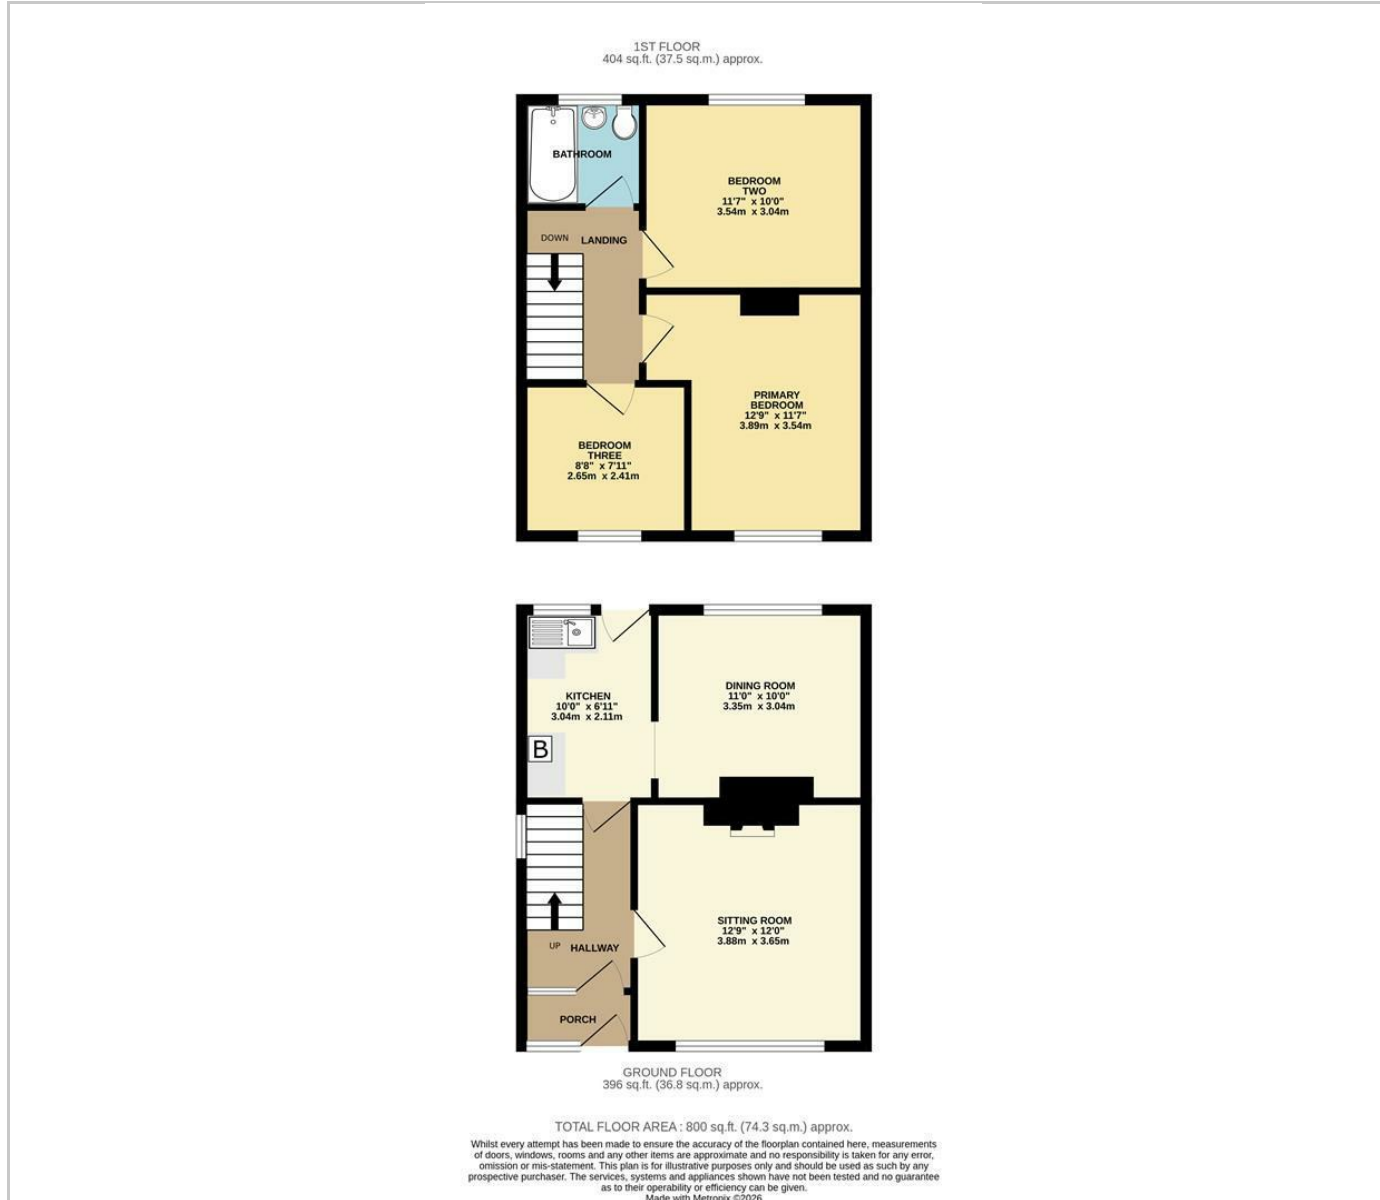 1ST FLOOR
404 sq.ft. (37.5 sq.m.) approx.
BATHROOM
BEDROOM
TWO
11'7" x 10'0"
3.54m x 3.04m
DOWN
LANDING
PRIMARY
BEDROOM
12'9" x 11'7"
3.89m x 3.54m
BEDROOM
THREE
8'8" x 7'11"
2.65m x 2.41m
KITCHEN
10'0" x 6'11"
3.04m x 2.11m
DINING ROOM
11'0" x 10'0"
3.35m x 3.04m
B
SITTING ROOM
12'9" x 12'0"
3.88m x 3.65m
UP
HALLWAY
PORCH
GROUND FLOOR
396 sq.ft. (36.8 sq.m.) approx.
TOTAL FLOOR AREA : 800 sq.ft. (74.3 sq.m.) approx.
Whilst every attempt has been made to ensure the accuracy of the floorplan contained here, measurements
of doors, windows, rooms and any other items are approximate and no responsibility is taken for any error,
omission or mis-statement. This plan is for illustrative purposes only and should be used as such by any
prospective purchaser. The services, systems and appliances shown have not been tested and no guarantee
as to their operability or efficiency can be given.
Made with Metropix ©2026